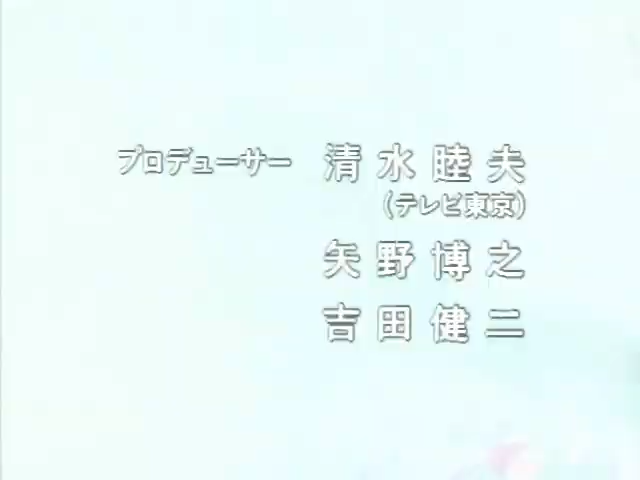 プロデューサー 清水睦夫
(テレビ東京)
矢野博之
吉田健二